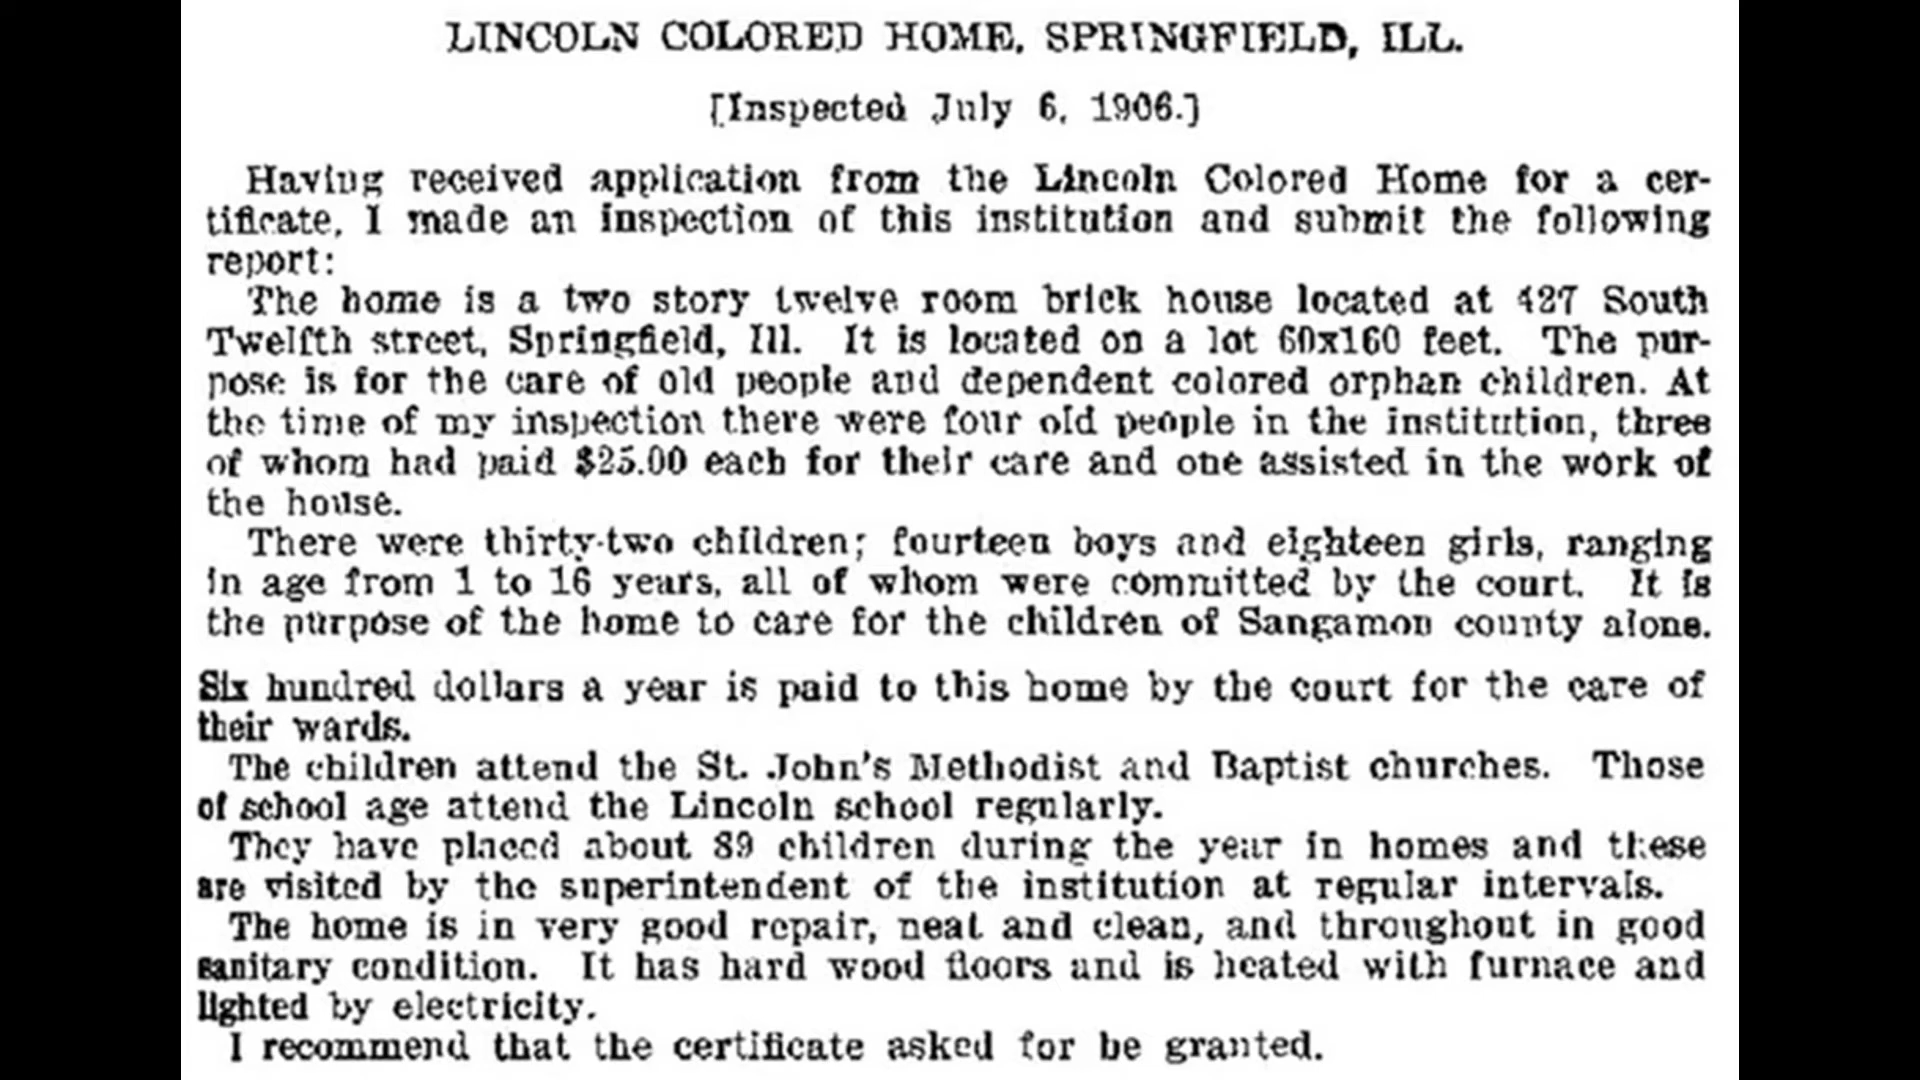 LINCOLN COLORED HOME, SPRINGFIELD, ILL.
[Inspected July 6, 1906.]
Having received application from the Lincoln Colored Home for a cer-
tificate, I made an inspection of this institution and submit the following
report:
The home is a two story twelve room brick house located at 427 South
Twelfth street, Springfield, Ill. It is located on a lot 60x160 feet. The pur-
pose is for the care of old people and dependent colored orphan children. At
the time of my inspection there were four old people in the institution, three
of whom had paid $25.00 each for their care and one assisted in the work of
the house.
There were thirty-two children; fourteen boys and eighteen girls, ranging
in age from 1 to 16 years, all of whom were committed by the court. It is
the purpose of the home to care for the children of Sangamon county alone.
Six hundred dollars a year is paid to this home by the court for the care of
their wards.
The children attend the St. John's Methodist and Baptist churches. Those
of school age attend the Lincoln school regularly.
They have placed about 89 children during the year in homes and these
are visited by the superintendent of the institution at regular intervals.
The home is in very good repair, neat and clean, and throughout in good
sanitary condition. It has hard wood floors and is heated with furnace and
lighted by electricity.
I recommend that the certificate asked for be granted.